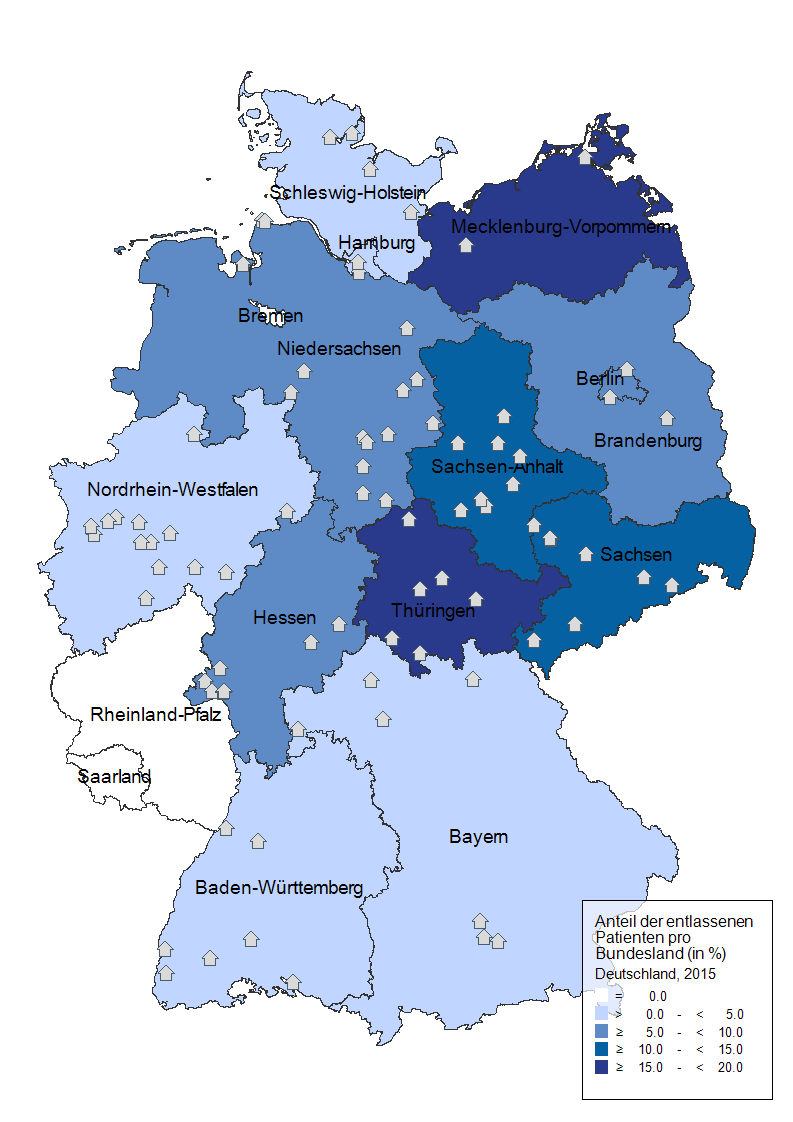 Schleswig-Holstein
Mecklenburg-Vorpommern
Hamburg
Bremen
Niedersachsen
Berlin
Brandenburg
Sachsen-Anhalt
Nordrhein-Westfalen
Sachsen
Thüringen
Hessen
Rheinland-Pfalz
Saarland
Bayern
Baden-Württemberg
Anteil der entlassenen
Patienten pro
Bundesland (in %)
Deutschland, 2015
= 0.0
≥ 0.0 - < 5.0
≥ 5.0 - < 10.0
≥ 10.0 - < 15.0
≥ 15.0 - < 20.0